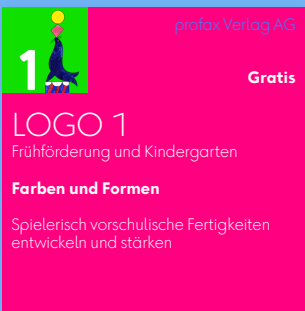 profax Verlag AG
1
Gratis
LOGO 1
Frühförderung und Kindergarten
Farben und Formen
Spielerisch vorschulische Fertigkeiten
entwickeln und stärken